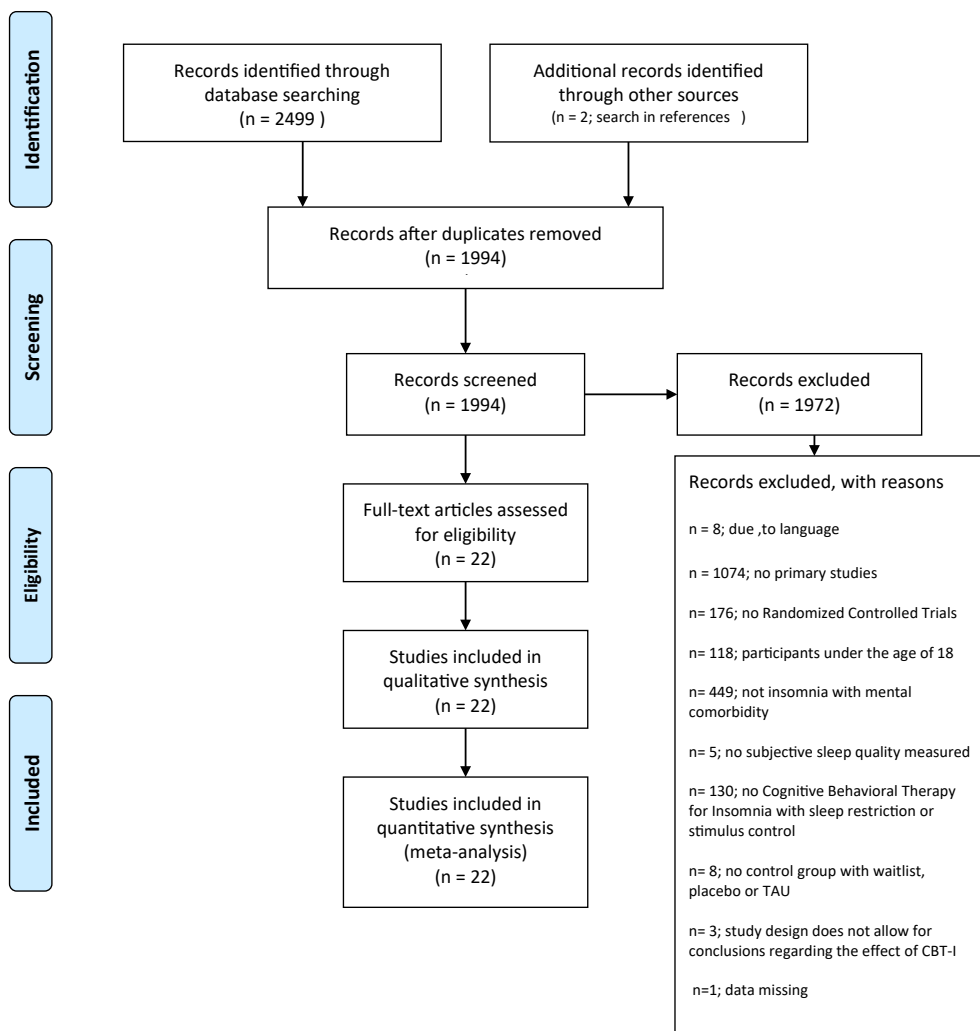 Identification
Records identified through
database searching
(n = 2499 )
Additional records identified
through other sources
(n = 2; search in references   )
Screening
Records after duplicates removed
(n = 1994)
Records screened
(n = 1994)
Records excluded
(n = 1972)
Eligibility
Full-text articles assessed
for eligibility
(n = 22)
Records excluded, with reasons
n = 8; due ,to language
n = 1074; no primary studies
n= 176; no Randomized Controlled Trials
n= 118; participants under the age of 18
n= 449; not insomnia with mental
comorbidity
n= 5; no subjective sleep quality measured
n= 130; no Cognitive Behavioral Therapy
for Insomnia with sleep restriction or
stimulus control
n= 8; no control group with waitlist,
placebo or TAU
n= 3; study design does not allow for
conclusions regarding the effect of CBT-I
n=1; data missing
Studies included in
qualitative synthesis
(n = 22)
Included
Studies included in
quantitative synthesis
(meta-analysis)
(n = 22)